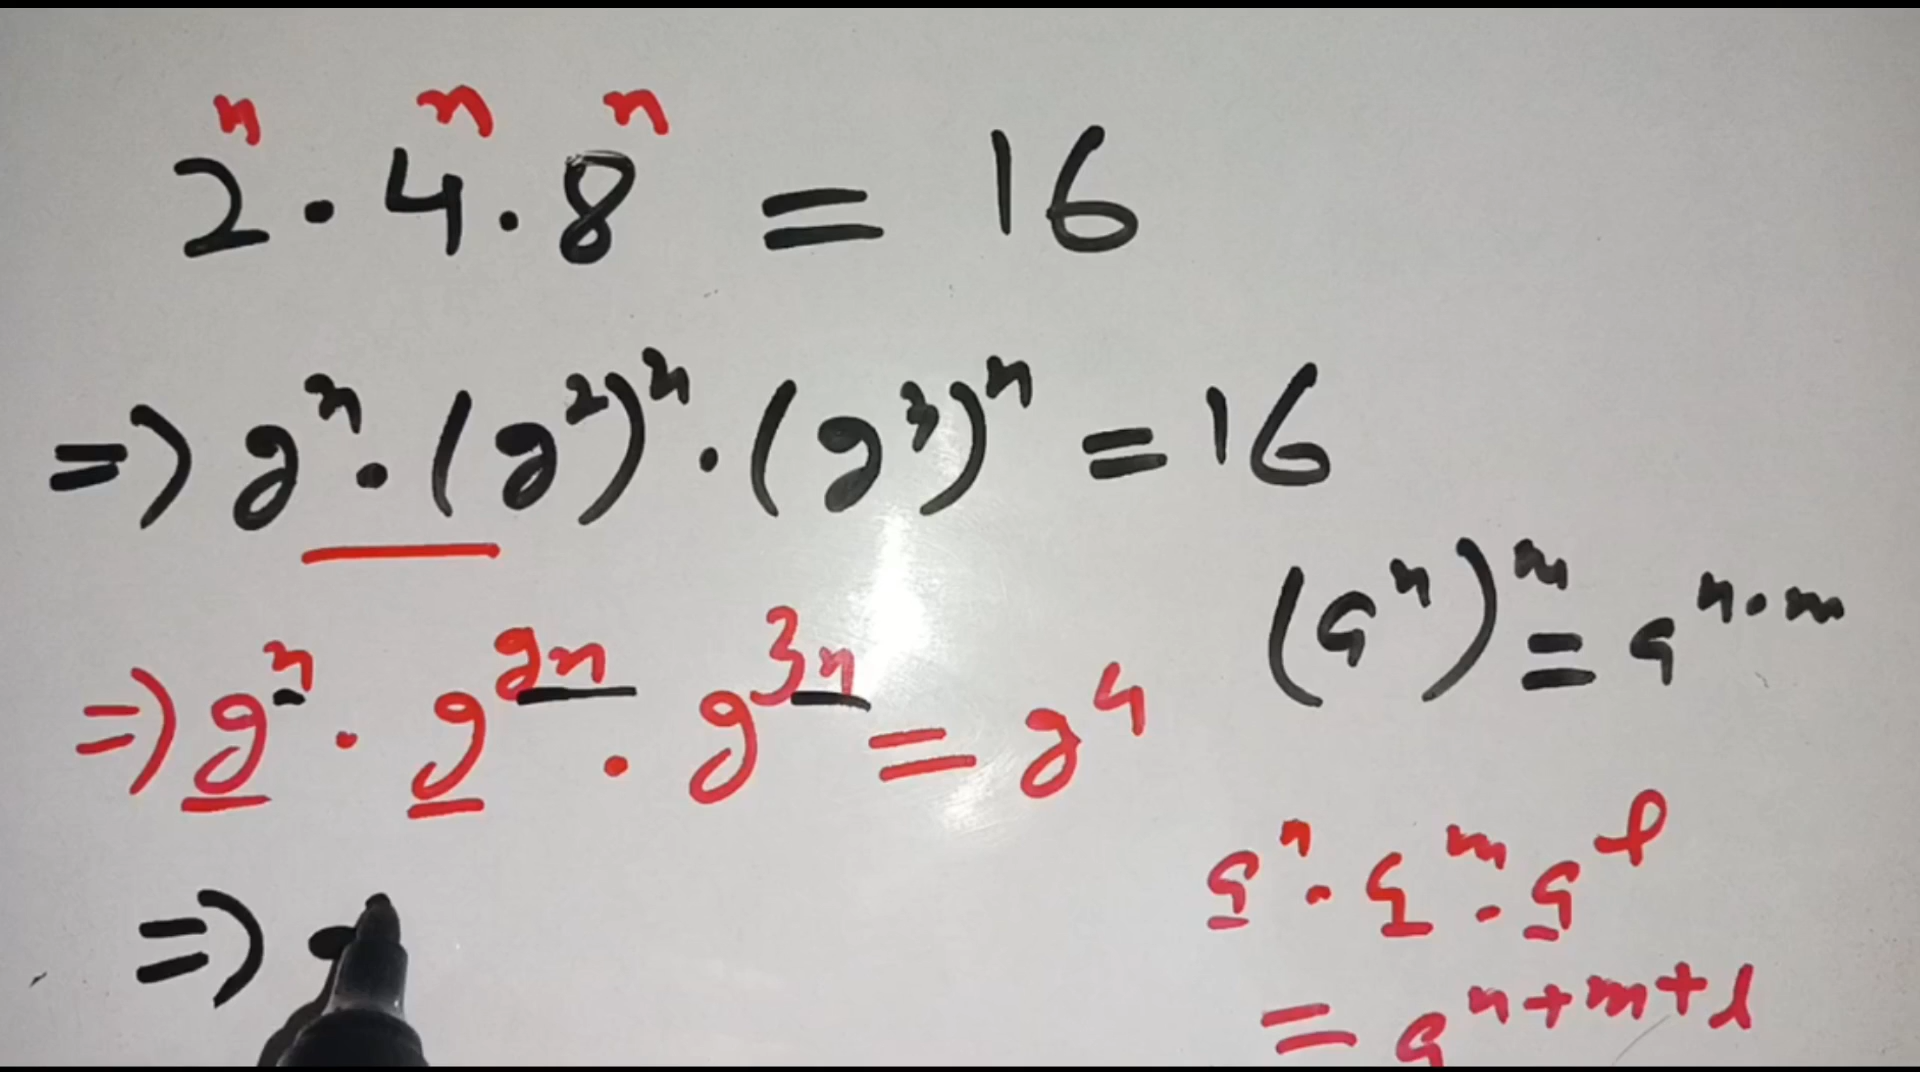 2ⁿ · 4ⁿ · 8ⁿ = 16
=> 2ⁿ · (2²)ⁿ · (2³)ⁿ = 16
(aⁿ)ᵐ = aⁿ·ᵐ
=> 2ⁿ · 2²ⁿ · 2³ⁿ = 2⁴
aⁿ · aᵐ · aˡ
=>
= aⁿ⁺ᵐ⁺ˡ